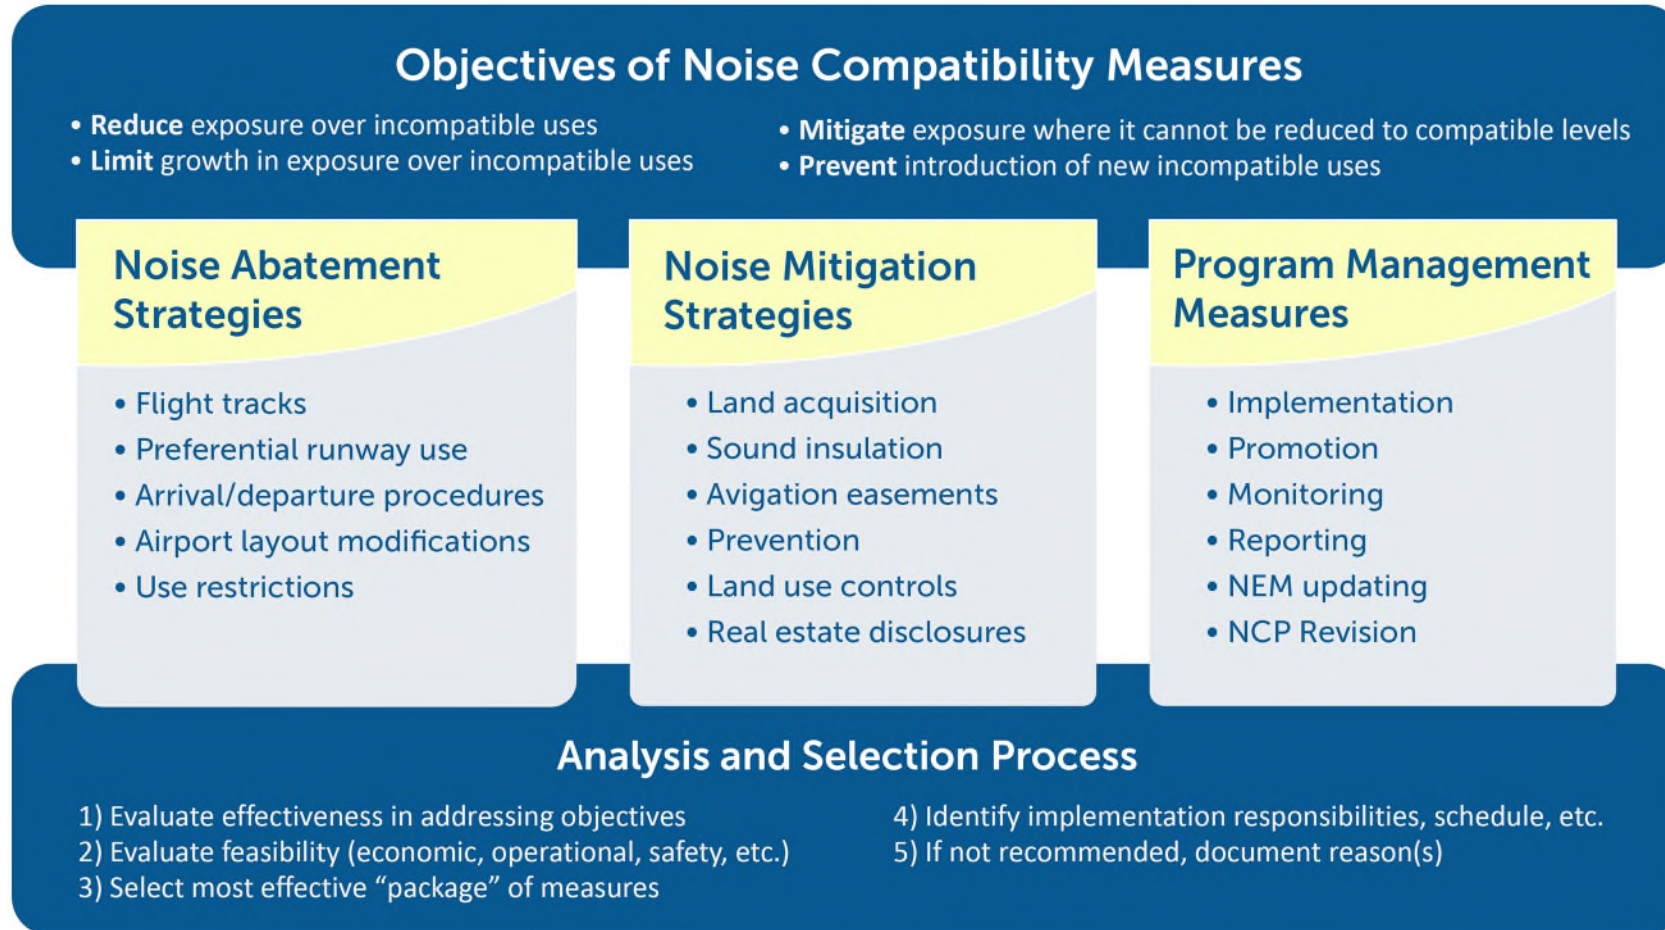 Objectives of Noise Compatibility Measures
• Reduce exposure over incompatible uses
• Limit growth in exposure over incompatible uses
• Mitigate exposure where it cannot be reduced to compatible levels
• Prevent introduction of new incompatible uses
Noise Abatement
Strategies
• Flight tracks
• Preferential runway use
• Arrival/departure procedures
• Airport layout modifications
• Use restrictions
Noise Mitigation
Strategies
• Land acquisition
• Sound insulation
• Avigation easements
• Prevention
• Land use controls
• Real estate disclosures
Program Management
Measures
• Implementation
• Promotion
• Monitoring
• Reporting
• NEM updating
• NCP Revision
Analysis and Selection Process
1) Evaluate effectiveness in addressing objectives
2) Evaluate feasibility (economic, operational, safety, etc.)
3) Select most effective “package” of measures
4) Identify implementation responsibilities, schedule, etc.
5) If not recommended, document reason(s)